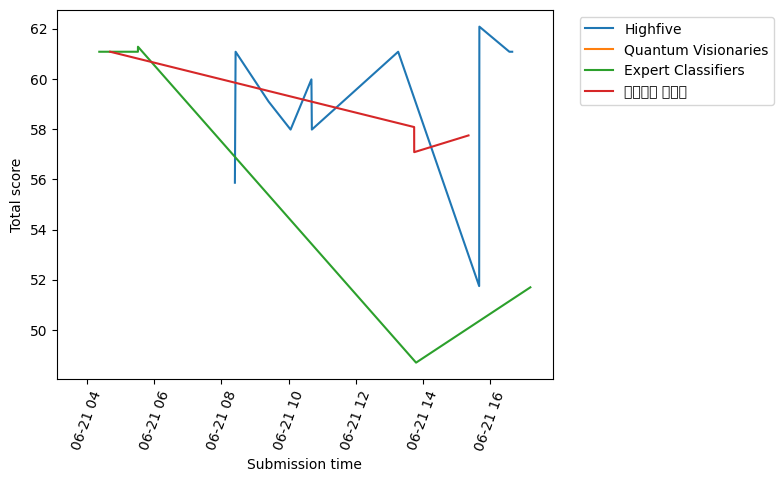 Highfive
Quantum Visionaries
Expert Classifiers
62
60
58
56
54
52
50
Total score
06-21 04
06-21 06
06-21 08
06-21 10
06-21 12
06-21 14
06-21 16
Submission time